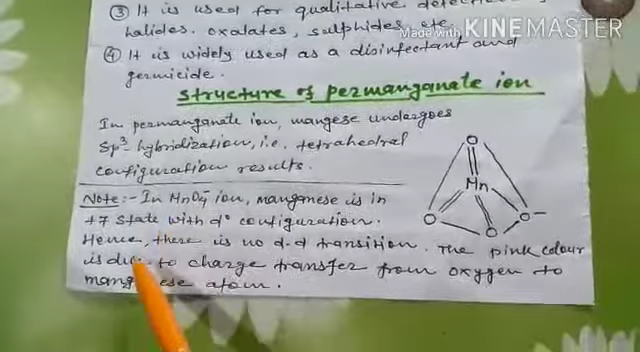 ③ It is used for qualitative detection
halides, oxalates, sulphides, etc.
Made with KINEMASTER
④ It is widely used as a disinfectant and
germicide.
Structure of permanganate ion
In permanganate ion, mangese undergoes
Sp³- hybridization, i.e. tetrahedral
configuration results.
O
Mn
O O O-
Note:- In MnO₄⁻ ion, manganese is in
+7 state with d° configuration.
Hence, there is no d-d transition. The pink colour
is due to charge transfer from oxygen to
manganese atom.